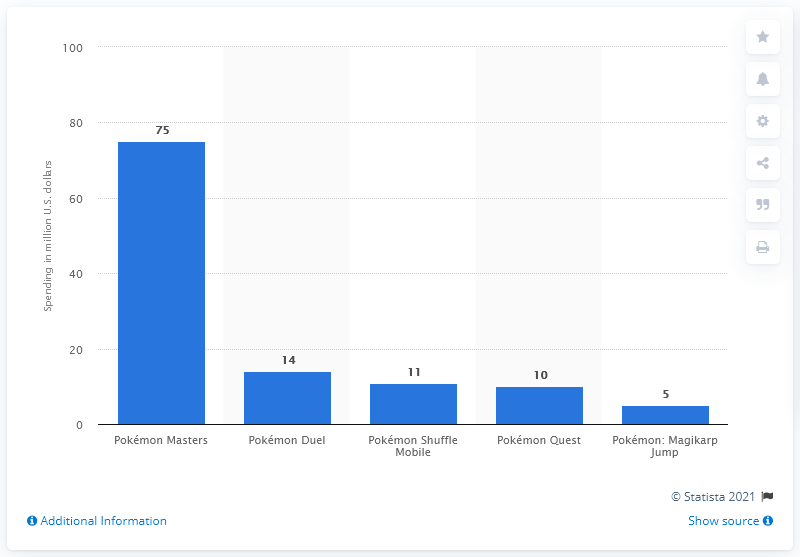 100
80
60
40
20
0
Spending in million U.S. dollars
75
14
11
10
5
Pokémon Masters
Pokémon Duel
Pokémon Shuffle
Mobile
Pokémon Quest
Pokémon: Magikarp
Jump
© Statista 2021
Additional Information
Show source